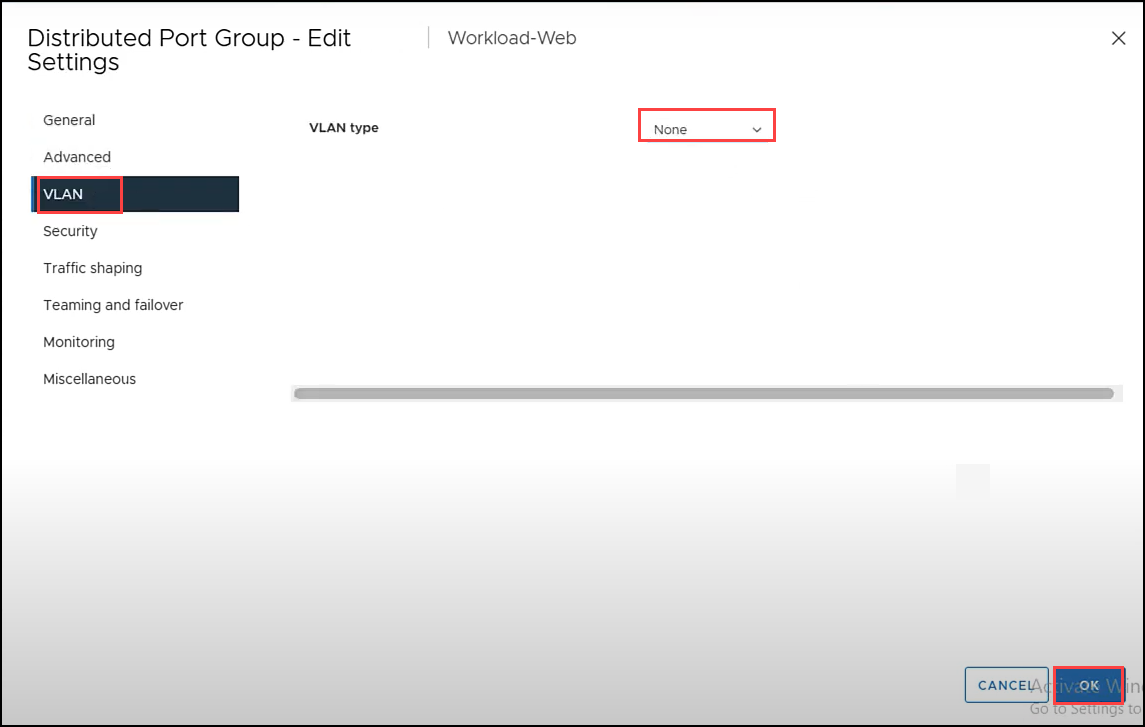 Distributed Port Group - Edit
Settings
Workload-Web
General
Advanced
VLAN
Security
Traffic shaping
Teaming and failover
Monitoring
Miscellaneous
VLAN type
None
CANCEL
OK
Activate Win
Go to Settings to